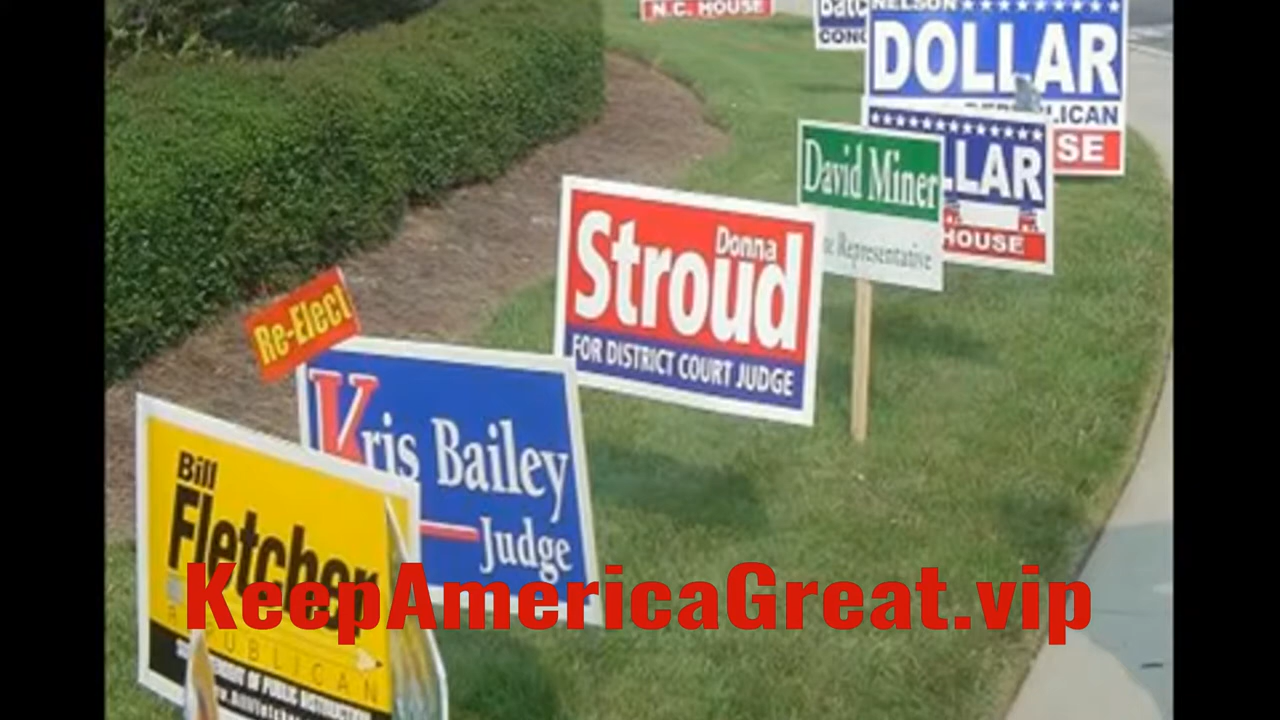 N.C. HOUSE
NELSON
DOLLAR
HOUSE
David Miner
Representative
Donna
Stroud
FOR DISTRICT COURT JUDGE
Re-Elect
Kris Bailey
Judge
Bill
Fletcher
REPUBLICAN
KeepAmericaGreat.vip